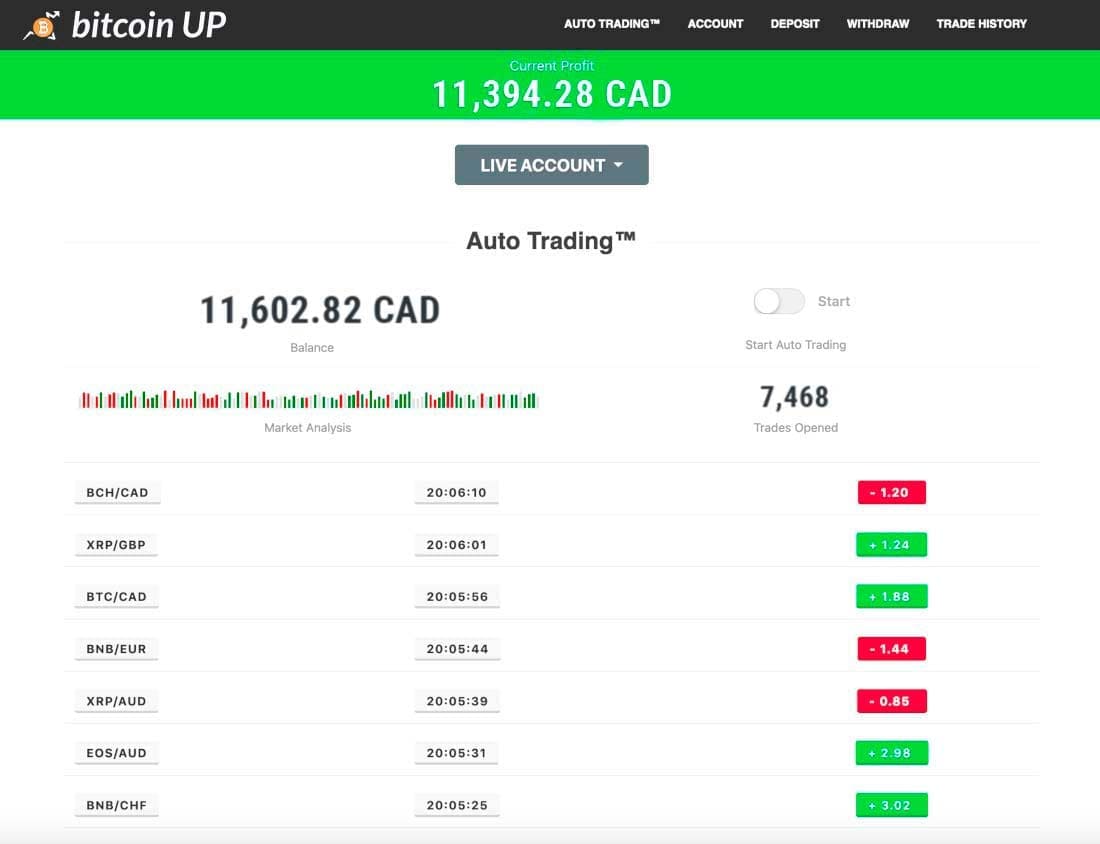 bitcoin UP
AUTO TRADING™ ACCOUNT DEPOSIT WITHDRAW TRADE HISTORY
Current Profit
11,394.28 CAD
LIVE ACCOUNT
Auto Trading™
11,602.82 CAD
Balance
Start
Start Auto Trading
Market Analysis
7,468
Trades Opened
BCH/CAD 20:06:10 - 1.20
XRP/GBP 20:06:01 + 1.24
BTC/CAD 20:05:56 + 1.88
BNB/EUR 20:05:44 - 1.44
XRP/AUD 20:05:39 - 0.85
EOS/AUD 20:05:31 + 2.98
BNB/CHF 20:05:25 + 3.02